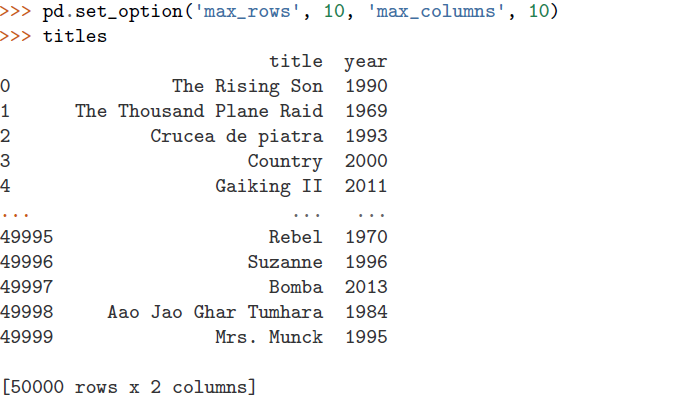 >>> pd.set_option('max_rows', 10, 'max_columns', 10)
>>> titles
                         title  year
0               The Rising Son  1990
1      The Thousand Plane Raid  1969
2             Crucea de piatra  1993
3                      Country  2000
4                   Gaiking II  2011
...                        ...   ...
49995                    Rebel  1970
49996                  Suzanne  1996
49997                    Bomba  2013
49998     Aao Jao Ghar Tumhara  1984
49999               Mrs. Munck  1995

[50000 rows x 2 columns]